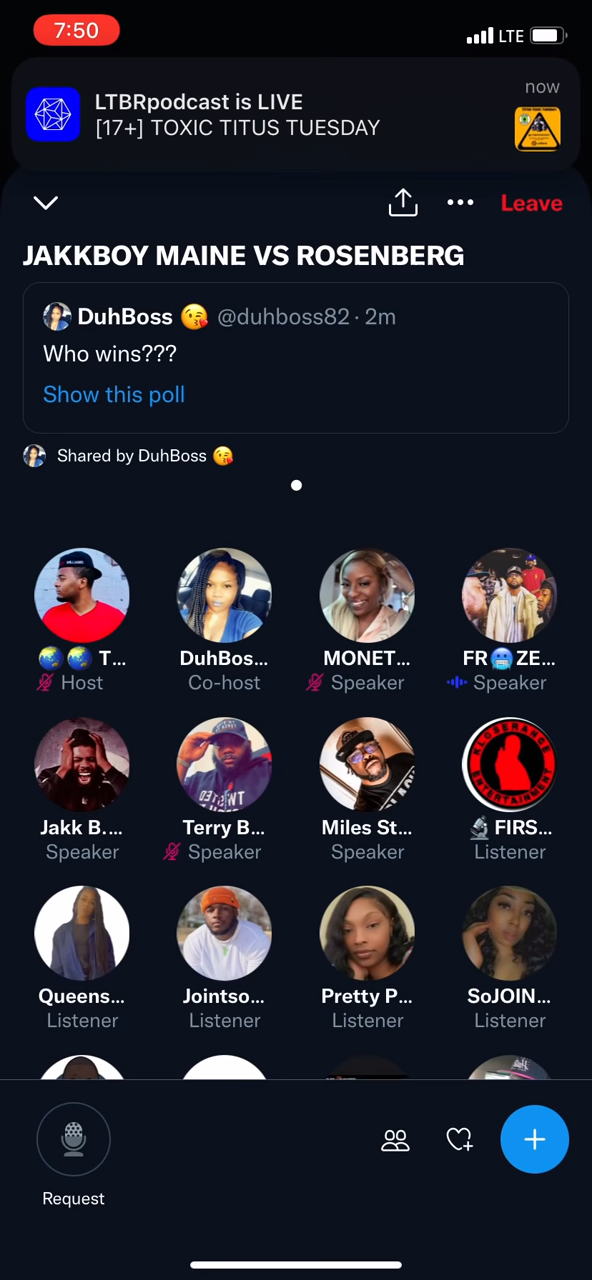 7:50
LTE
LTBRpodcast is LIVE
now
[17+] TOXIC TITUS TUESDAY
Leave
JAKKBOY MAINE VS ROSENBERG
DuhBoss 😘 @duhboss82 · 2m
Who wins???
Show this poll
Shared by DuhBoss 😘
🌏🌏 T... DuhBos... MONET... FR🥶ZE...
Host Co-host Speaker Speaker
KLOSERANGE
ENTERTAINMENT
Jakk B.... Terry B... Miles St... 🔬FIRS...
Speaker Speaker Speaker Listener
Queens... Jointso... Pretty P... SoJOIN...
Listener Listener Listener Listener
Request